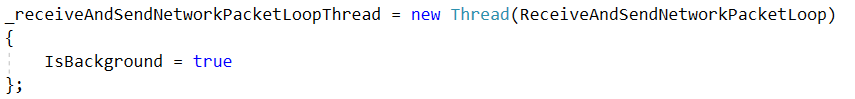 _receiveAndSendNetworkPacketLoopThread = new Thread(ReceiveAndSendNetworkPacketLoop)
{
    IsBackground = true
};